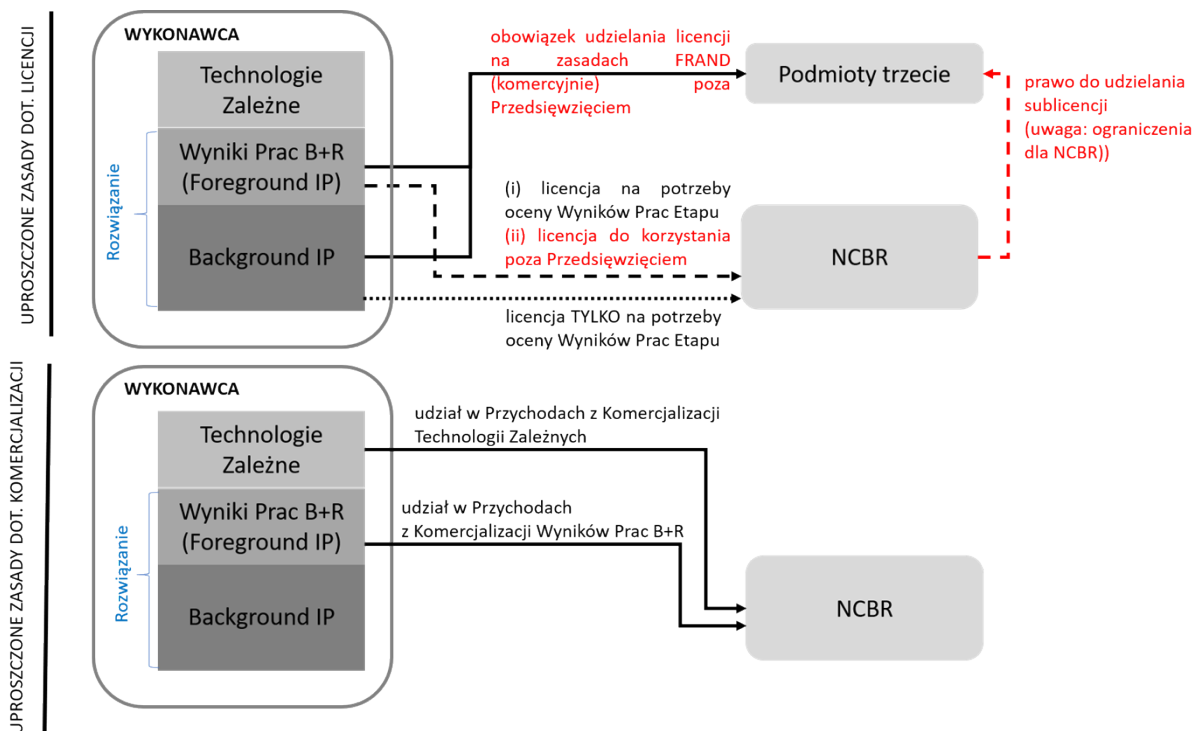 UPROSZCZONE ZASADY DOT. LICENCJI
WYKONAWCA
Technologie
Zależne
Wyniki Prac B+R
(Foreground IP)
Background IP
Rozwiązanie
obowiązek udzielania licencji
na zasadach FRAND
(komercyjnie) poza
Przedsięwzięciem
Podmioty trzecie
prawo do udzielania
sublicencji
(uwaga: ograniczenia
dla NCBR))
(i) licencja na potrzeby
oceny Wyników Prac Etapu
(ii) licencja do korzystania
poza Przedsięwzięciem
NCBR
licencja TYLKO na potrzeby
oceny Wyników Prac Etapu
UPROSZCZONE ZASADY DOT. KOMERCJALIZACJI
WYKONAWCA
Technologie
Zależne
Wyniki Prac B+R
(Foreground IP)
Background IP
Rozwiązanie
udział w Przychodach z Komercjalizacji
Technologii Zależnych
udział w Przychodach
z Komercjalizacji Wyników Prac B+R
NCBR